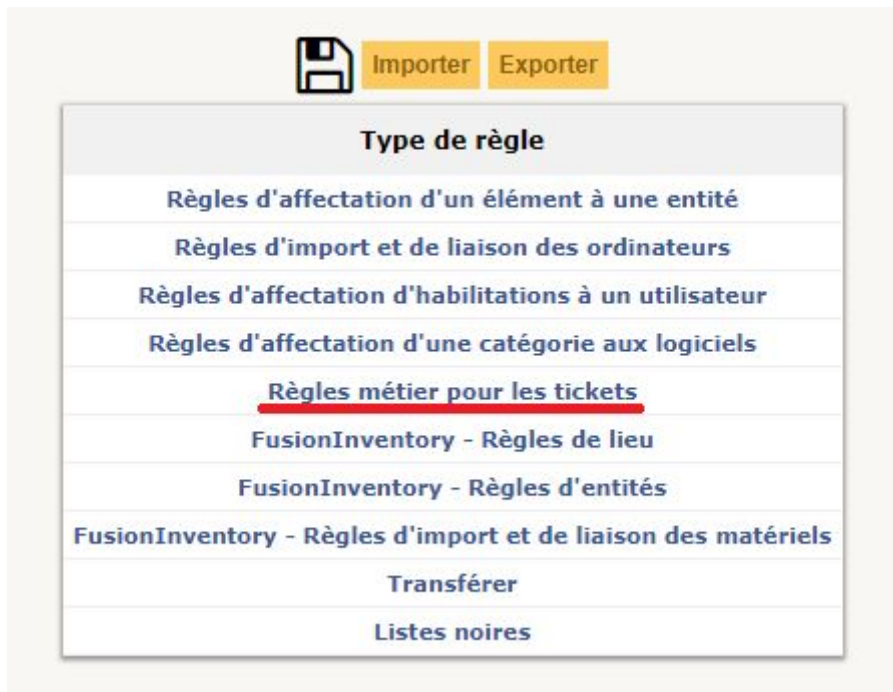 Importer Exporter
Type de règle
Règles d'affectation d'un élément à une entité
Règles d'import et de liaison des ordinateurs
Règles d'affectation d'habilitations à un utilisateur
Règles d'affectation d'une catégorie aux logiciels
Règles métier pour les tickets
FusionInventory - Règles de lieu
FusionInventory - Règles d'entités
FusionInventory - Règles d'import et de liaison des matériels
Transférer
Listes noires